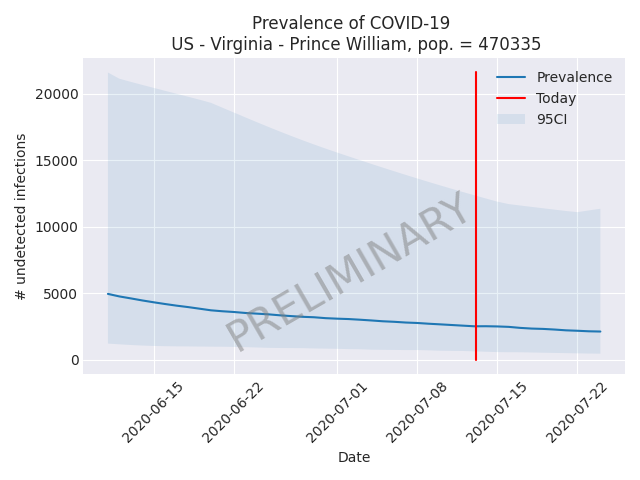 Prevalence of COVID-19
US - Virginia - Prince William, pop. = 470335
Prevalence
Today
95CI
20000
15000
10000
5000
0
# undetected infections
PRELIMINARY
2020-06-15
2020-06-22
2020-07-01
2020-07-08
2020-07-15
2020-07-22
Date